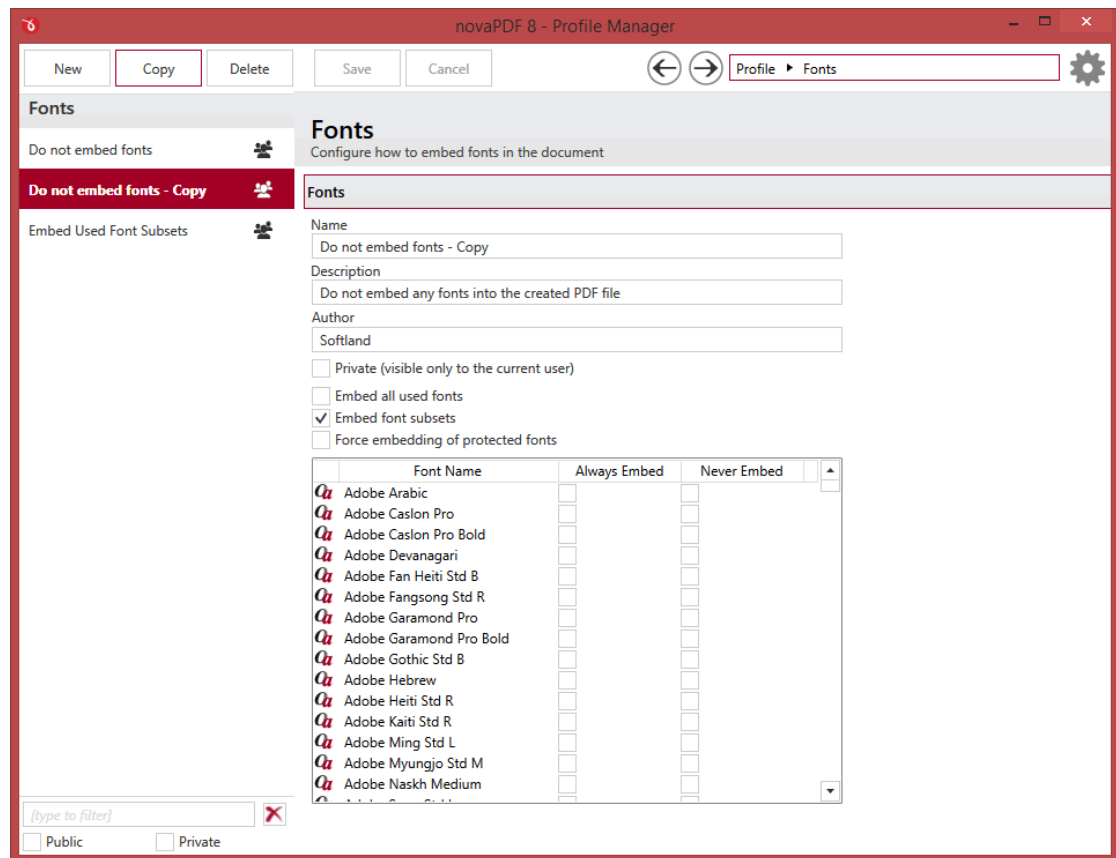 novaPDF 8 - Profile Manager
New Copy Delete Save Cancel Profile Fonts
Fonts
Do not embed fonts
Do not embed fonts - Copy
Embed Used Font Subsets
[type to filter]
Public Private
Fonts
Configure how to embed fonts in the document
Fonts
Name
Do not embed fonts - Copy
Description
Do not embed any fonts into the created PDF file
Author
Softland
Private (visible only to the current user)
Embed all used fonts
Embed font subsets
Force embedding of protected fonts
Font Name Always Embed Never Embed
Adobe Arabic
Adobe Caslon Pro
Adobe Caslon Pro Bold
Adobe Devanagari
Adobe Fan Heiti Std B
Adobe Fangsong Std R
Adobe Garamond Pro
Adobe Garamond Pro Bold
Adobe Gothic Std B
Adobe Hebrew
Adobe Heiti Std R
Adobe Kaiti Std R
Adobe Ming Std L
Adobe Myungjo Std M
Adobe Naskh Medium